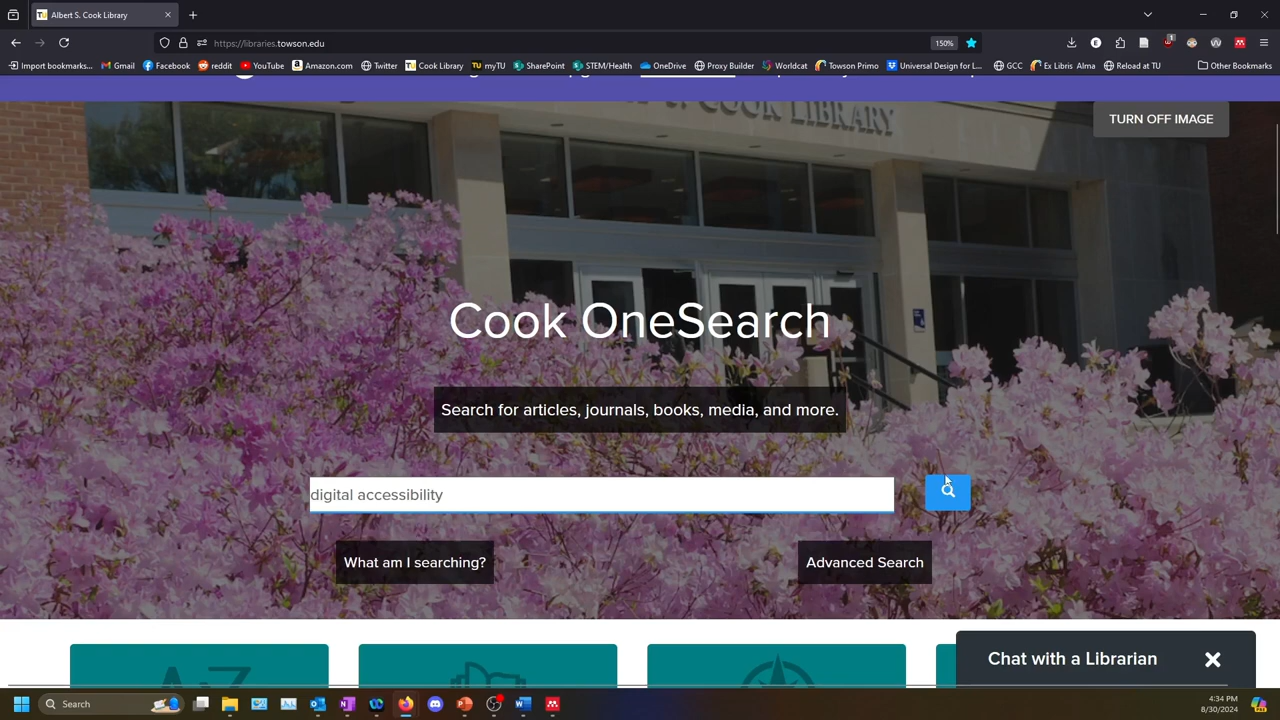 Albert S. Cook Library
https://libraries.towson.edu
150%
Import bookmarks...
Gmail
Facebook
reddit
YouTube
Amazon.com
Twitter
Cook Library
myTU
SharePoint
STEM/Health
OneDrive
Proxy Builder
Worldcat
Towson Primo
Universal Design for L...
GCC
Ex Libris Alma
Reload at TU
Other Bookmarks
COOK LIBRARY
TURN OFF IMAGE
Cook OneSearch
Search for articles, journals, books, media, and more.
digital accessibility
What am I searching?
Advanced Search
A-Z
Chat with a Librarian
Search
4:34 PM
8/30/2024